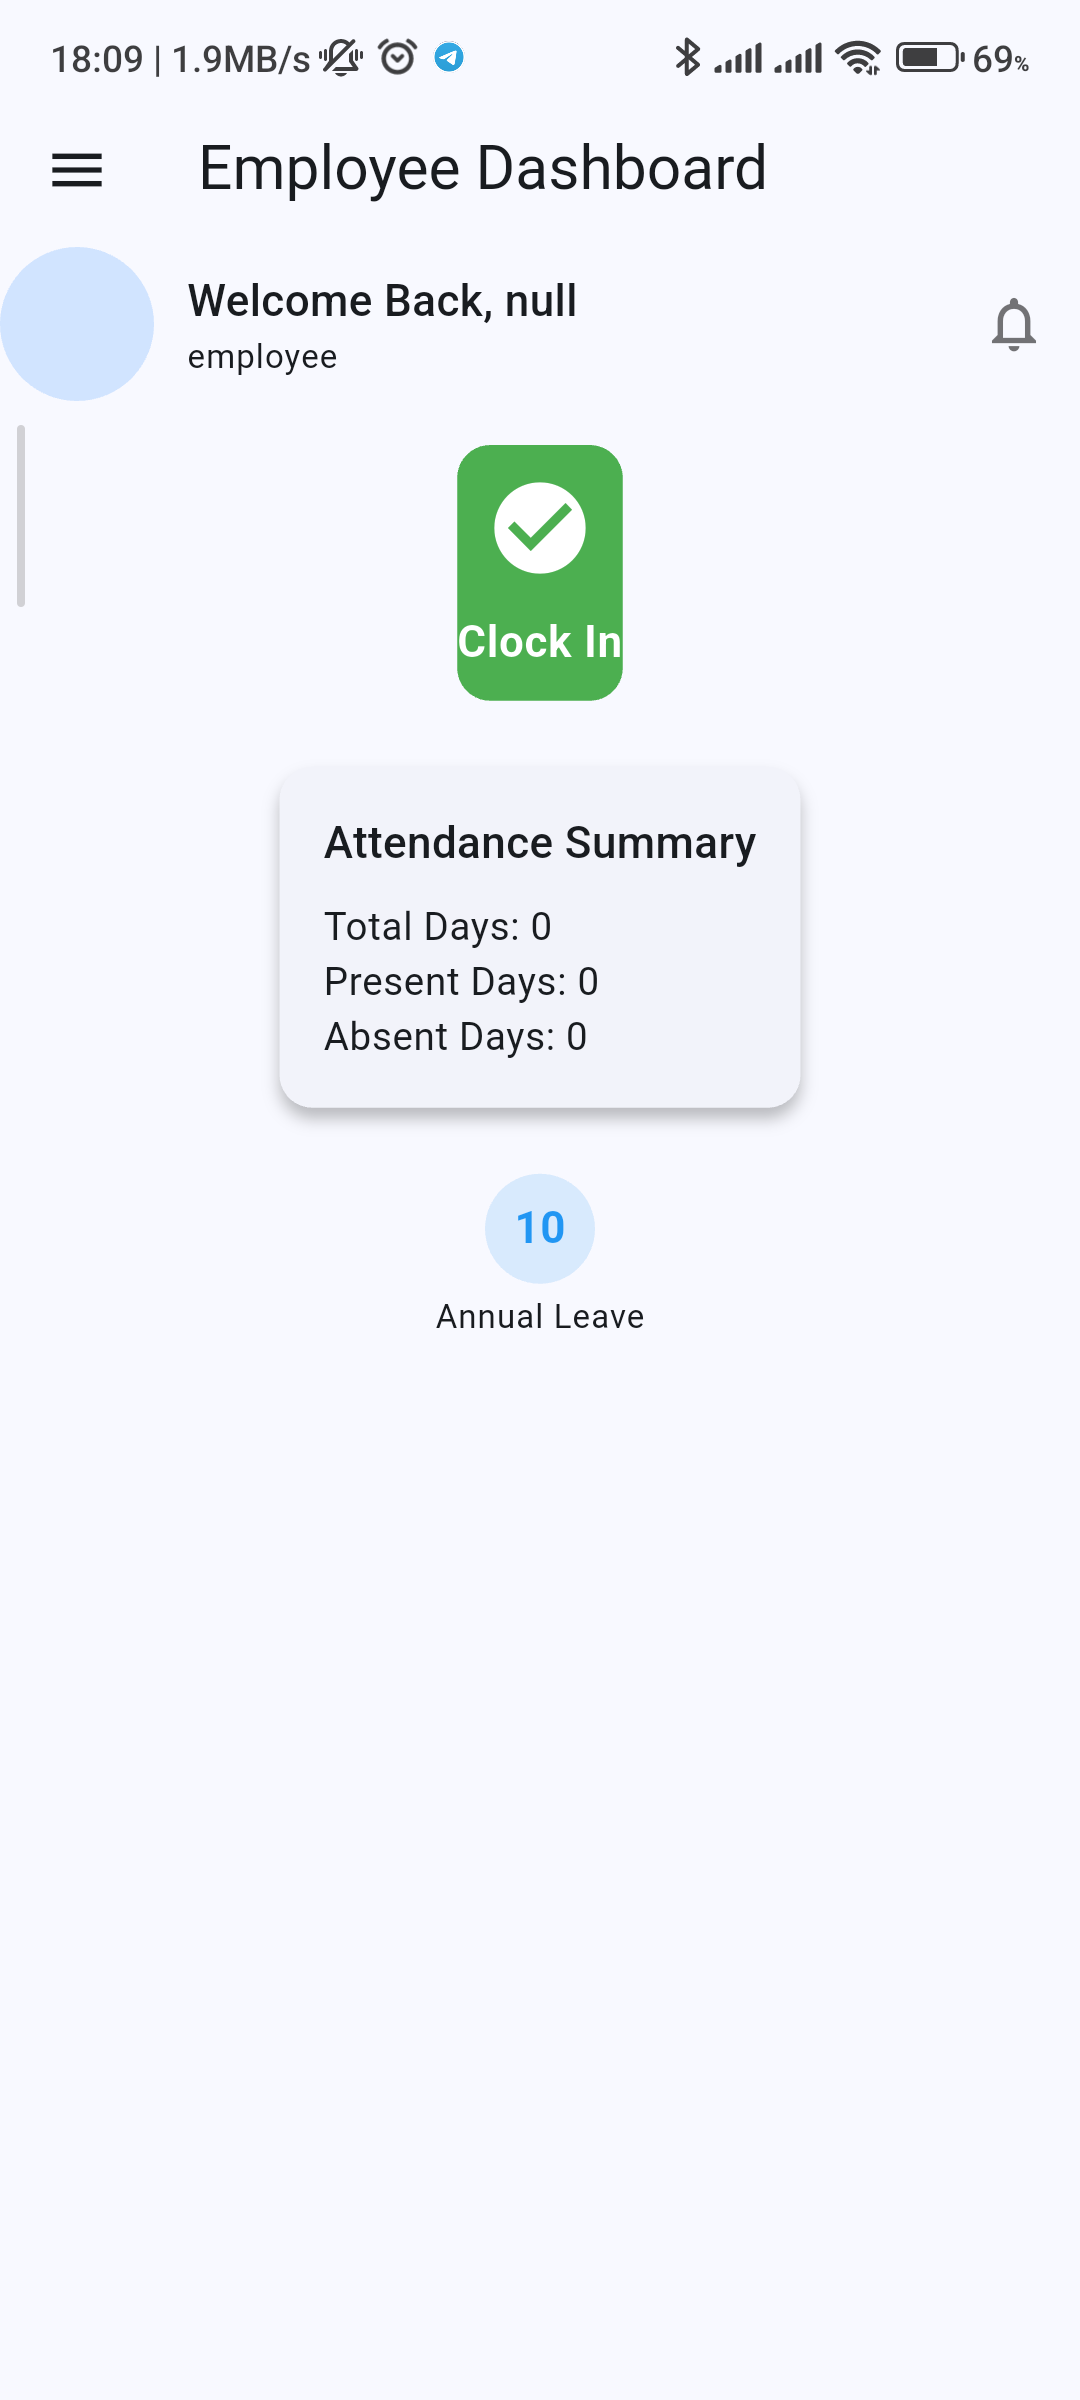 18:09 | 1.9MB/s 69%
Employee Dashboard
Welcome Back, null
employee
Clock In
Attendance Summary
Total Days: 0
Present Days: 0
Absent Days: 0
10
Annual Leave